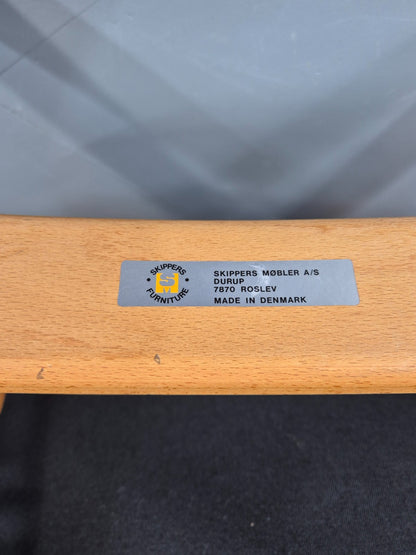 SKIPPERS
S
FURNITURE
SKIPPERS MØBLER A/S
DURUP
7870 ROSLEV
MADE IN DENMARK